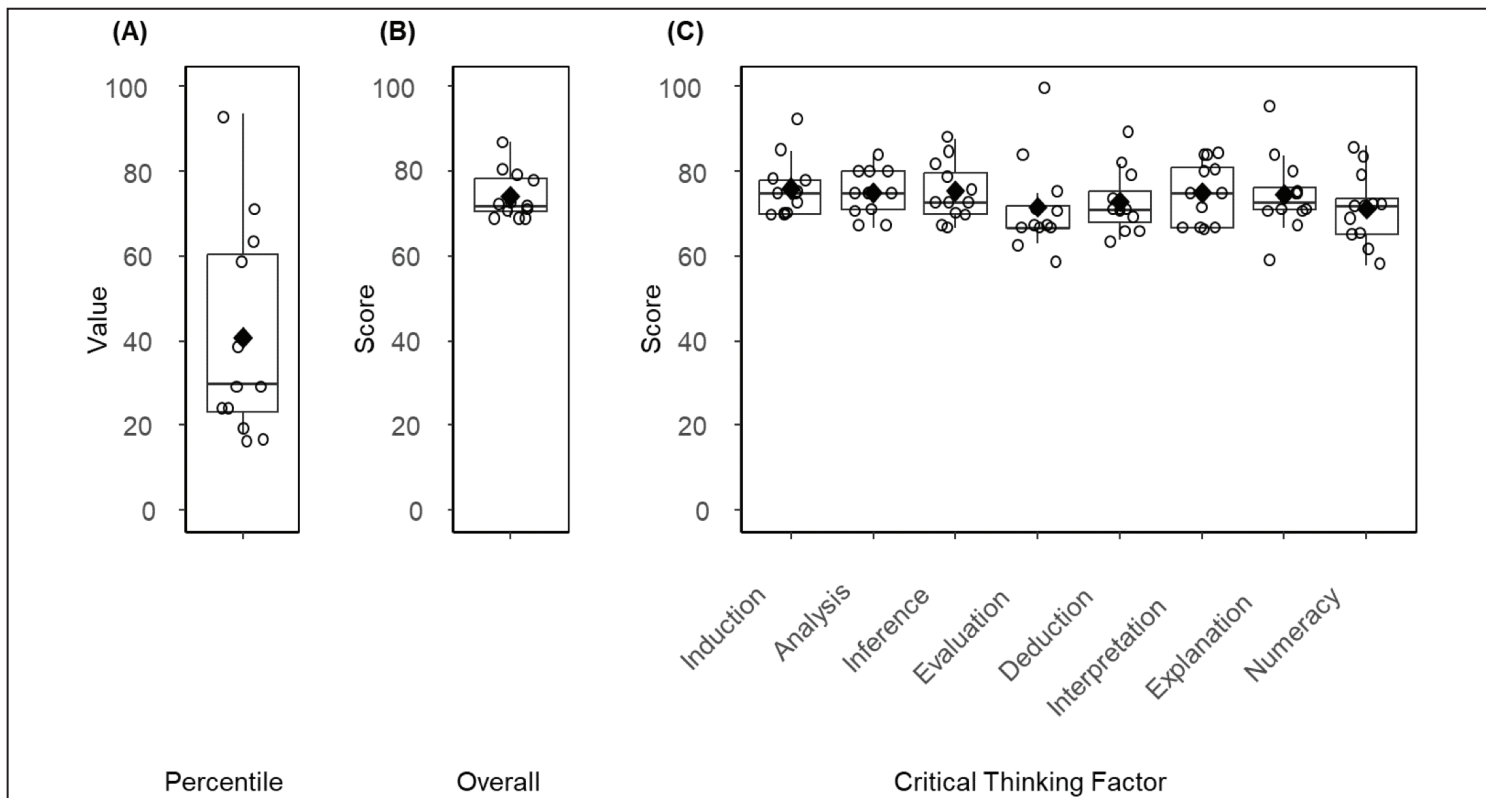 (A)
(B)
(C)
100
80
60
40
20
0
Value
100
80
60
40
20
0
Score
100
80
60
40
20
0
Score
Induction
Analysis
Inference
Evaluation
Deduction
Interpretation
Explanation
Numeracy
Percentile
Overall
Critical Thinking Factor